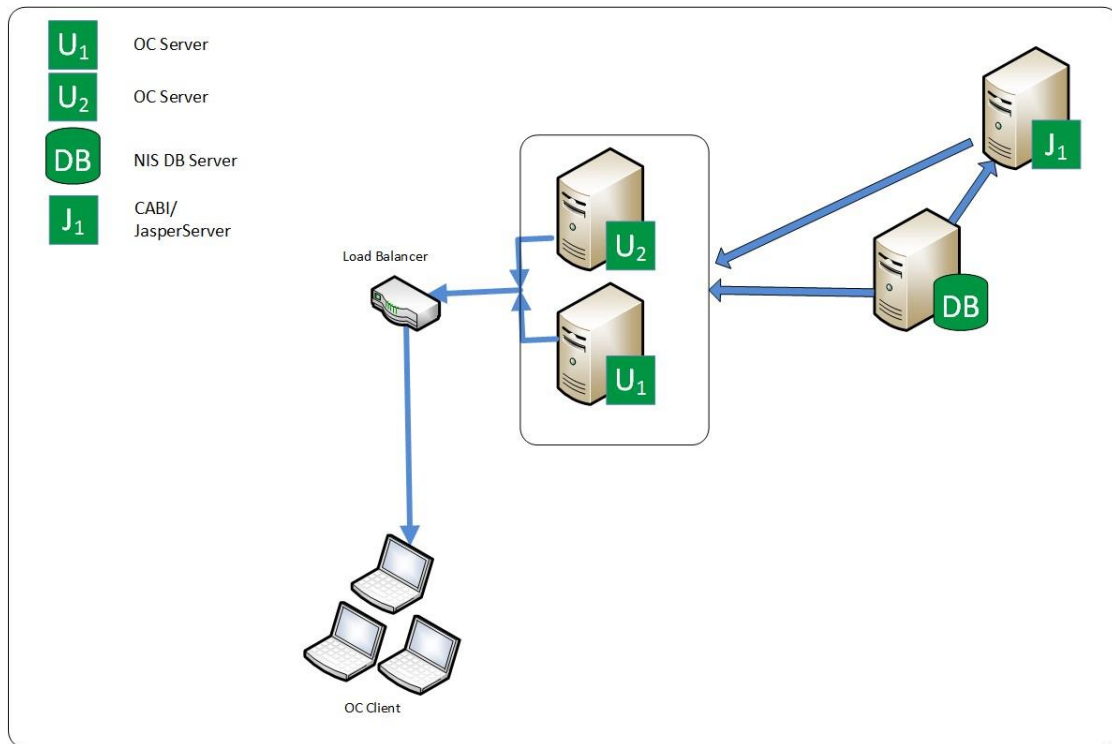 U₁ OC Server
U₂ OC Server
DB NIS DB Server
J₁ CABI/
JasperServer
J₁
U₂
Load Balancer
DB
U₁
OC Client